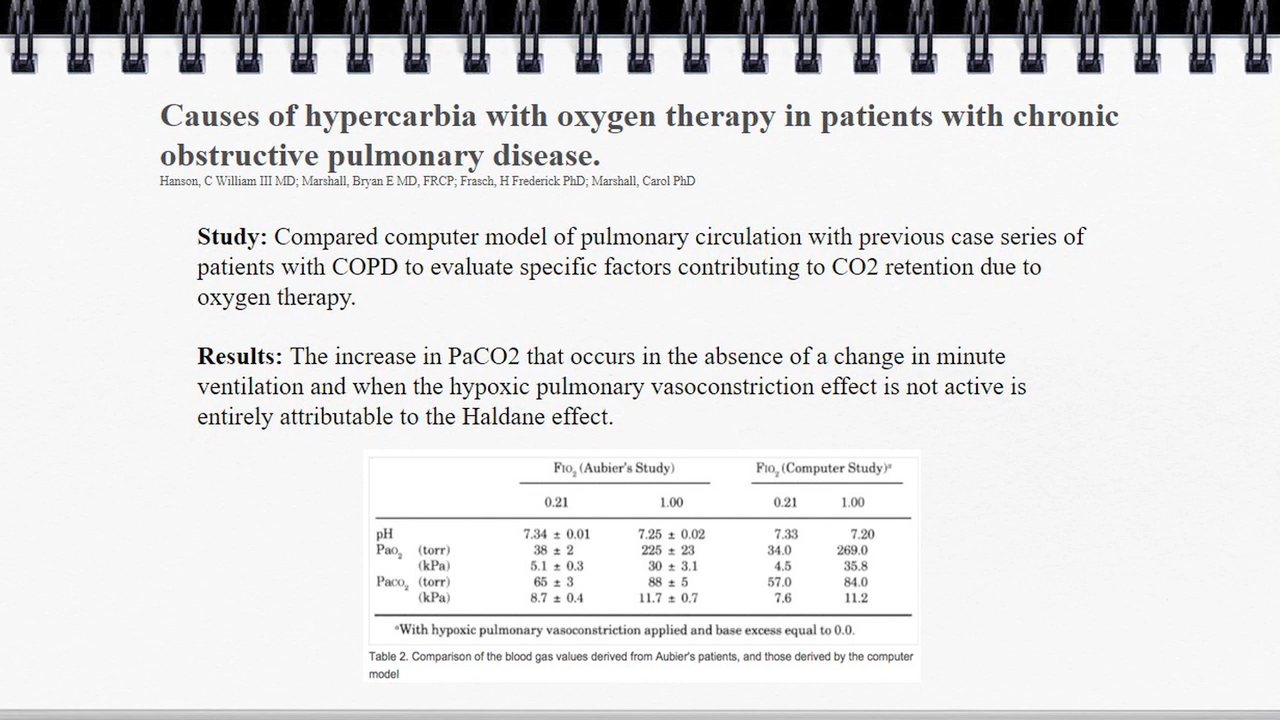 Causes of hypercarbia with oxygen therapy in patients with chronic
obstructive pulmonary disease.
Hanson, C William III MD; Marshall, Bryan E MD, FRCP; Frasch, H Frederick PhD; Marshall, Carol PhD
Study: Compared computer model of pulmonary circulation with previous case series of
patients with COPD to evaluate specific factors contributing to CO2 retention due to
oxygen therapy.
Results: The increase in PaCO2 that occurs in the absence of a change in minute
ventilation and when the hypoxic pulmonary vasoconstriction effect is not active is
entirely attributable to the Haldane effect.
FIO₂ (Aubier's Study) FIO₂ (Computer Study)ᵃ
0.21 1.00 0.21 1.00
pH 7.34 ± 0.01 7.25 ± 0.02 7.33 7.20
Pao₂ (torr) 38 ± 2 225 ± 23 34.0 269.0
(kPa) 5.1 ± 0.3 30 ± 3.1 4.5 35.8
Paco₂ (torr) 65 ± 3 88 ± 5 57.0 84.0
(kPa) 8.7 ± 0.4 11.7 ± 0.7 7.6 11.2
ᵃWith hypoxic pulmonary vasoconstriction applied and base excess equal to 0.0.
Table 2. Comparison of the blood gas values derived from Aubier's patients, and those derived by the computer
model